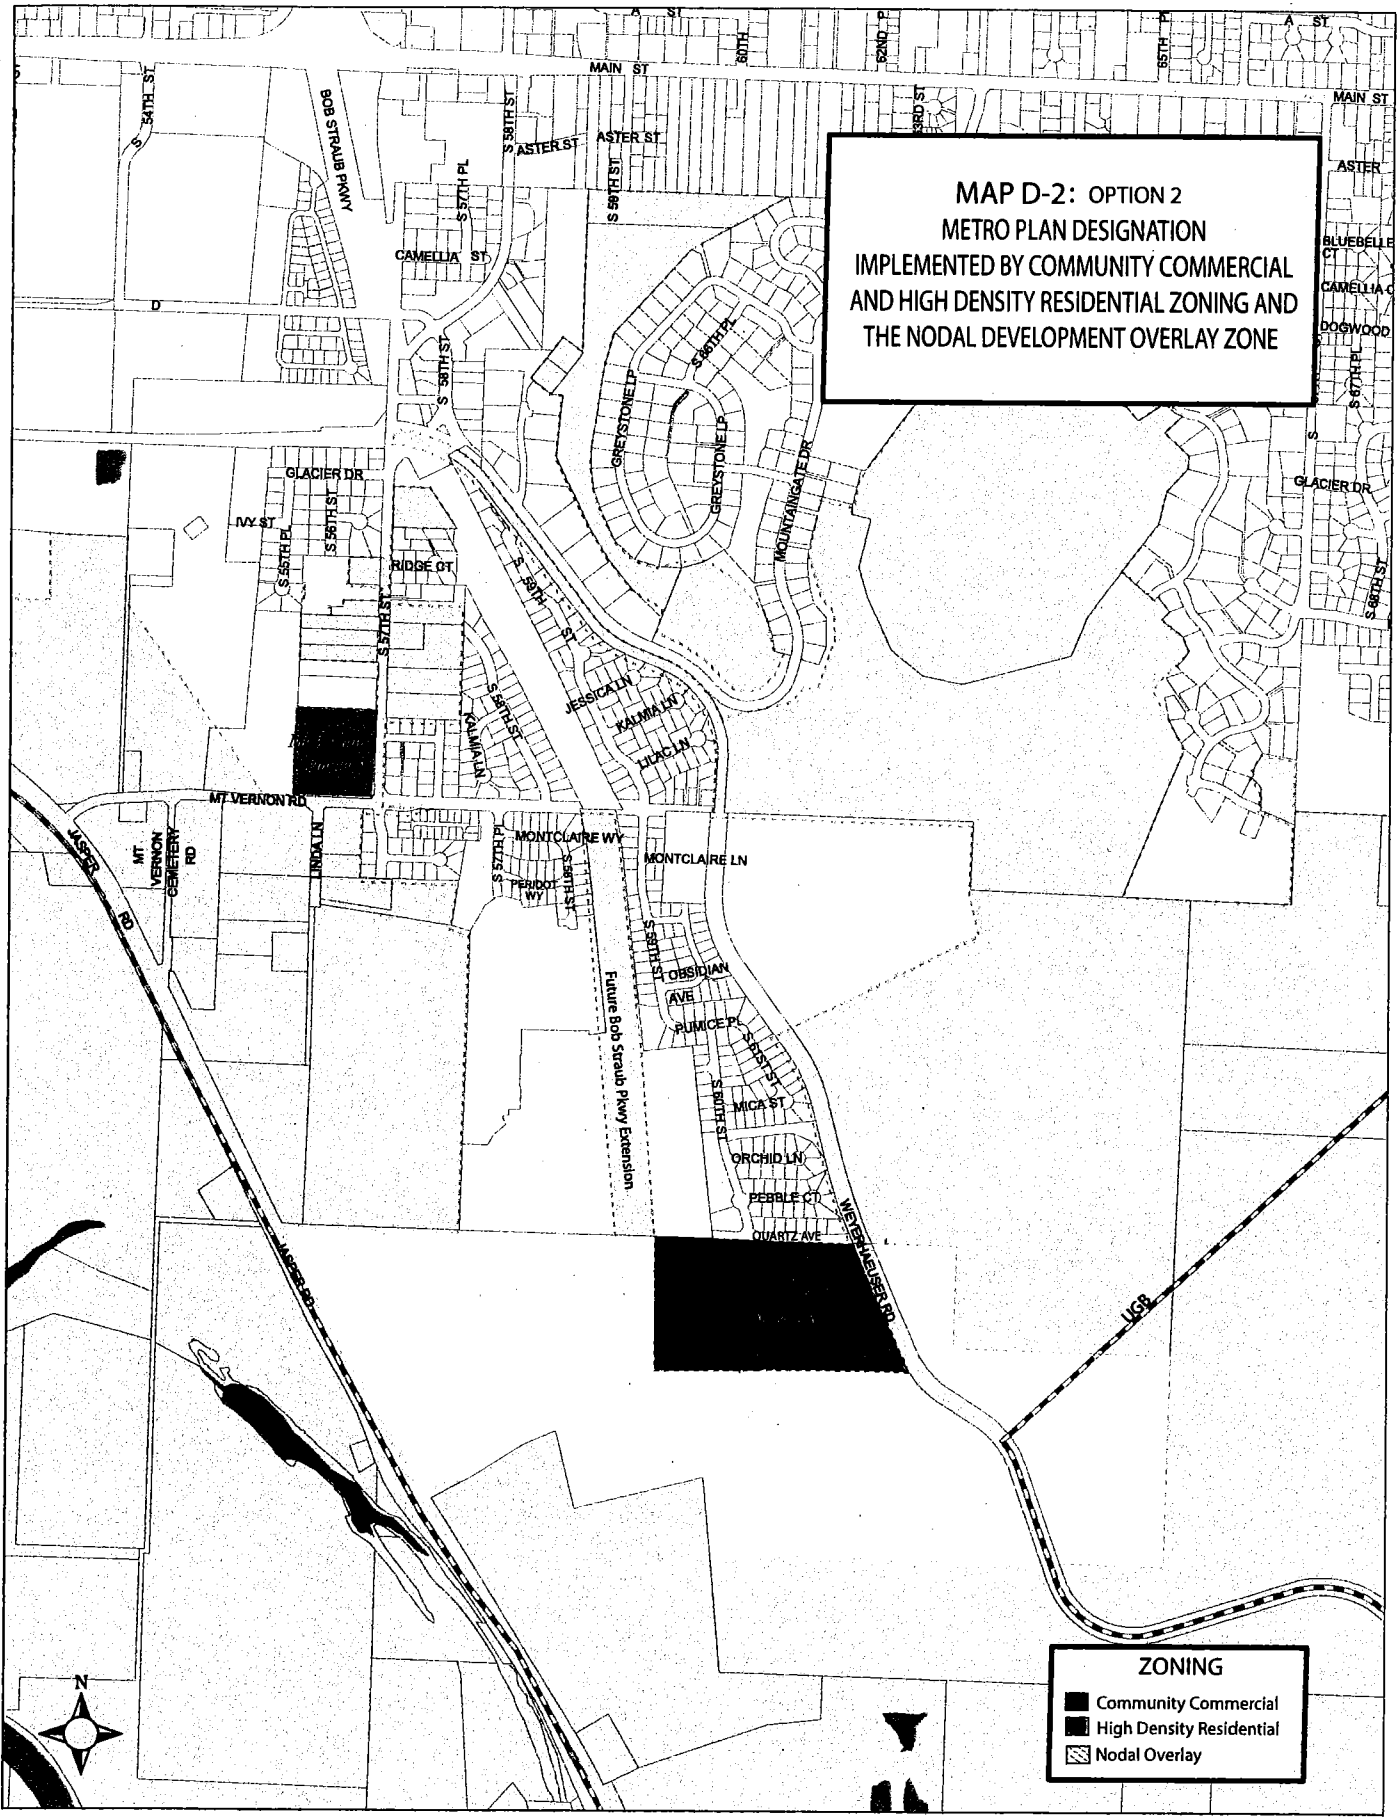 A ST
A ST
60TH
62ND P
65TH PL
MAIN ST
MAIN ST
S 54TH ST
BOB STRAUB PKWY
S 58TH ST
ASTER ST
ASTER ST
S 59TH ST
S 57TH PL
CAMELLIA ST
D
S 58TH ST
MAP D-2: OPTION 2
METRO PLAN DESIGNATION
IMPLEMENTED BY COMMUNITY COMMERCIAL
AND HIGH DENSITY RESIDENTIAL ZONING AND
THE NODAL DEVELOPMENT OVERLAY ZONE
ASTER
BLUEBELLE
CT
CAMELLIA C
DOGWOOD
S 67TH PL
S
GLACIER DR
S 68TH ST
S 66TH PL
GREYSTONE LP
GREYSTONE LP
MOUNTAINGATE DR
GLACIER DR
IVY ST
S 56TH ST
S 55TH PL
RIDGE CT
S 57TH ST
S 59TH
ST
JESSICA LN
KALMIA LN
LILAC LN
S 58TH ST
KALMIA LN
MT VERNON RD
JASPER
RD
MT
VERNON
CEMETERY
RD
LINDA LN
S 57TH PL
MONTCLAIRE WY
PERIDOT
WY
S 58TH ST
MONTCLAIRE LN
S 59TH ST
OBSIDIAN
AVE
PUMICE PL
S 61ST ST
S 60TH ST
MICA ST
ORCHID LN
PEBBLE CT
QUARTZ AVE
Future Bob Straub Pkwy Extension
WEYERHAEUSER RD
JASPER RD
UGB
N
ZONING
Community Commercial
High Density Residential
Nodal Overlay